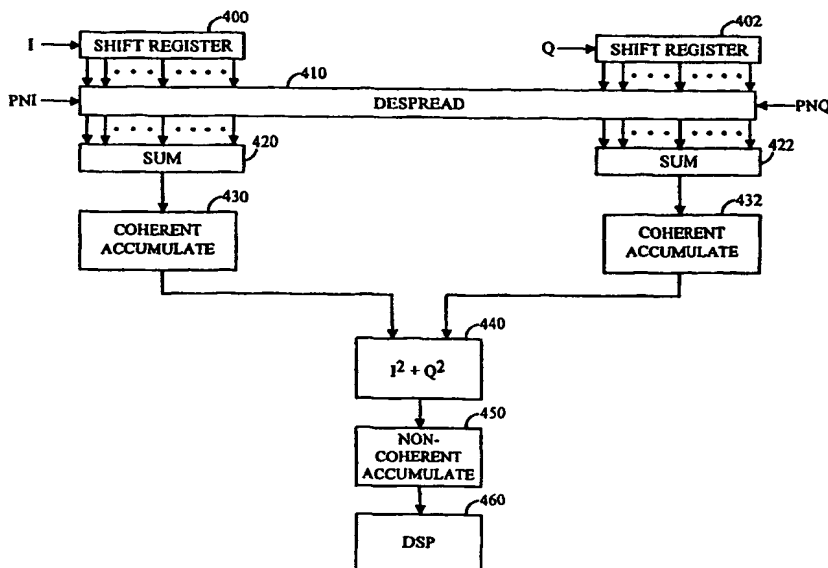 400
402
I
SHIFT REGISTER
Q
SHIFT REGISTER
410
PNI
DESPREAD
PNQ
420
422
SUM
SUM
430
432
COHERENT
ACCUMULATE
COHERENT
ACCUMULATE
440
I² + Q²
450
NON-
COHERENT
ACCUMULATE
460
DSP